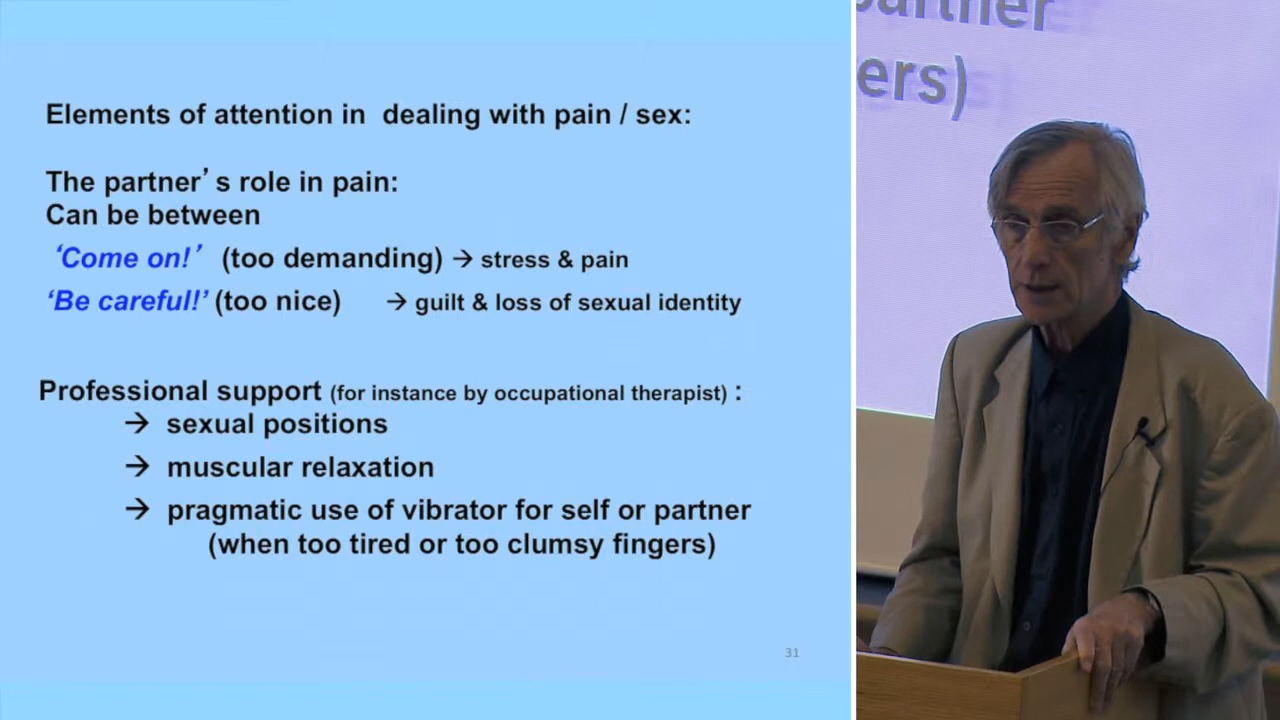 Elements of attention in dealing with pain / sex:
The partner’s role in pain:
Can be between
‘Come on!’ (too demanding) → stress & pain
‘Be careful!’ (too nice) → guilt & loss of sexual identity
Professional support (for instance by occupational therapist) :
→ sexual positions
→ muscular relaxation
→ pragmatic use of vibrator for self or partner
(when too tired or too clumsy fingers)
31
partner
ers)